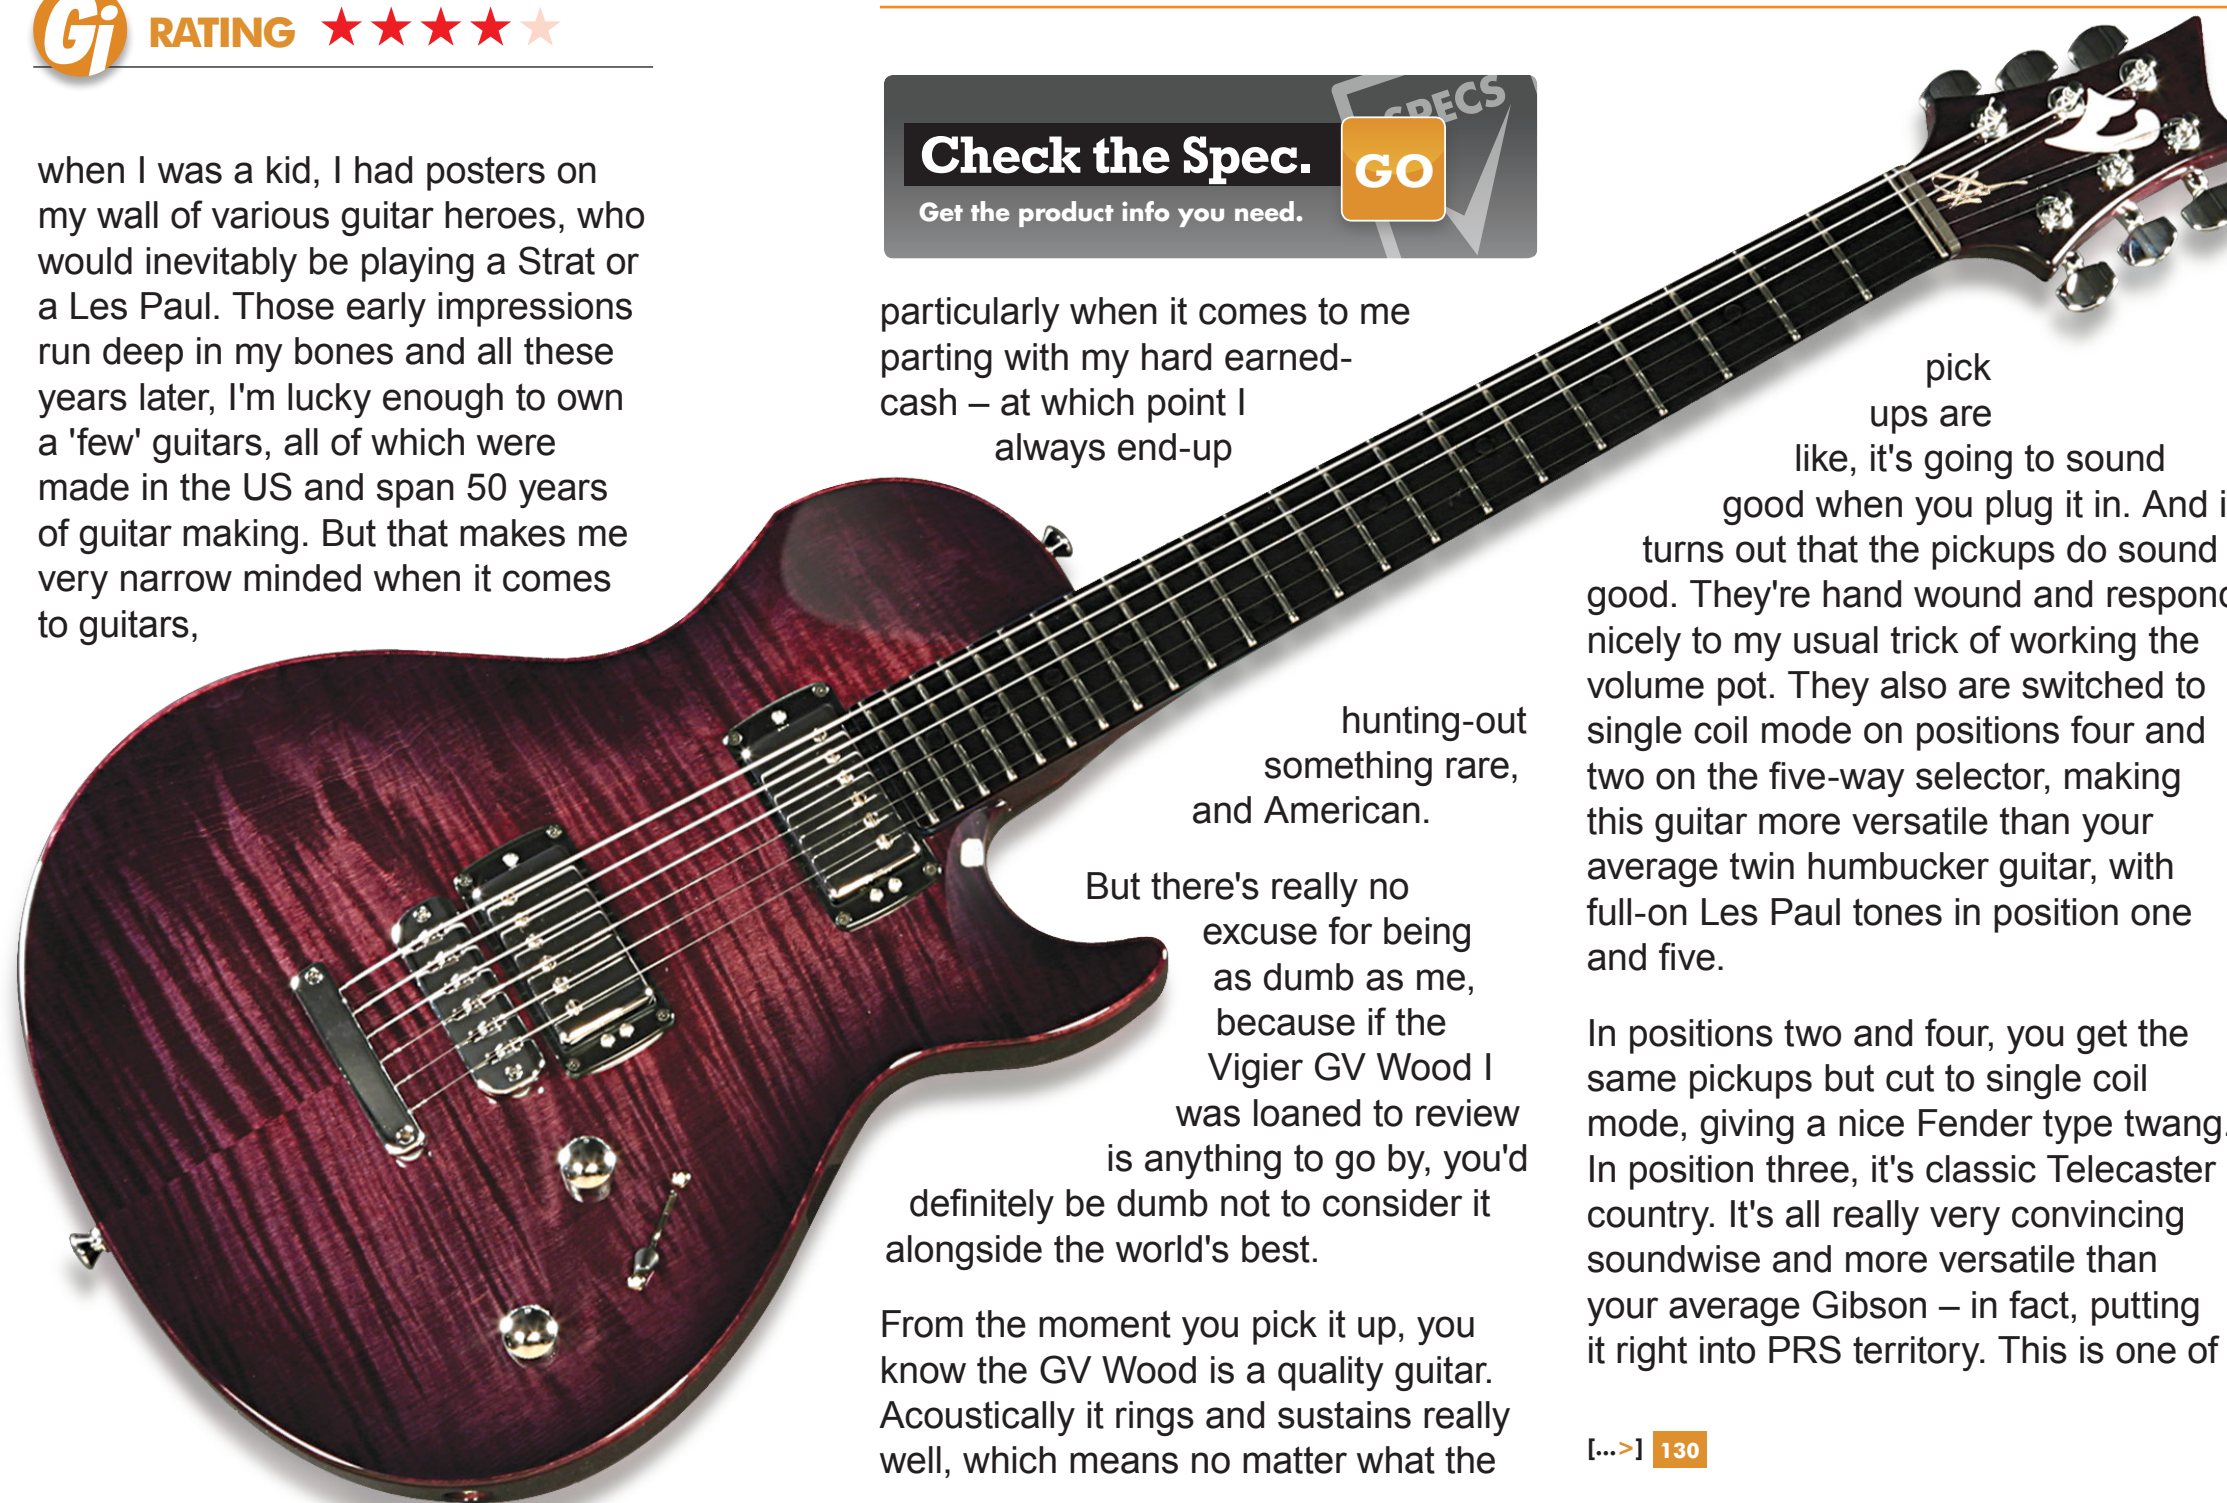 Gi RATING
when I was a kid, I had posters on
my wall of various guitar heroes, who
would inevitably be playing a Strat or
a Les Paul. Those early impressions
run deep in my bones and all these
years later, I'm lucky enough to own
a 'few' guitars, all of which were
made in the US and span 50 years
of guitar making. But that makes me
very narrow minded when it comes
to guitars,
SPECS
Check the Spec.
GO
Get the product info you need.
particularly when it comes to me
parting with my hard earned-
cash – at which point I
always end-up
hunting-out
something rare,
and American.
But there's really no
excuse for being
as dumb as me,
because if the
Vigier GV Wood I
was loaned to review
is anything to go by, you'd
definitely be dumb not to consider it
alongside the world's best.
From the moment you pick it up, you
know the GV Wood is a quality guitar.
Acoustically it rings and sustains really
well, which means no matter what the
pick
ups are
like, it's going to sound
good when you plug it in. And i
turns out that the pickups do sound
good. They're hand wound and respond
nicely to my usual trick of working the
volume pot. They also are switched to
single coil mode on positions four and
two on the five-way selector, making
this guitar more versatile than your
average twin humbucker guitar, with
full-on Les Paul tones in position one
and five.
In positions two and four, you get the
same pickups but cut to single coil
mode, giving a nice Fender type twang.
In position three, it's classic Telecaster
country. It's all really very convincing
soundwise and more versatile than
your average Gibson – in fact, putting
it right into PRS territory. This is one of
[...>] 130